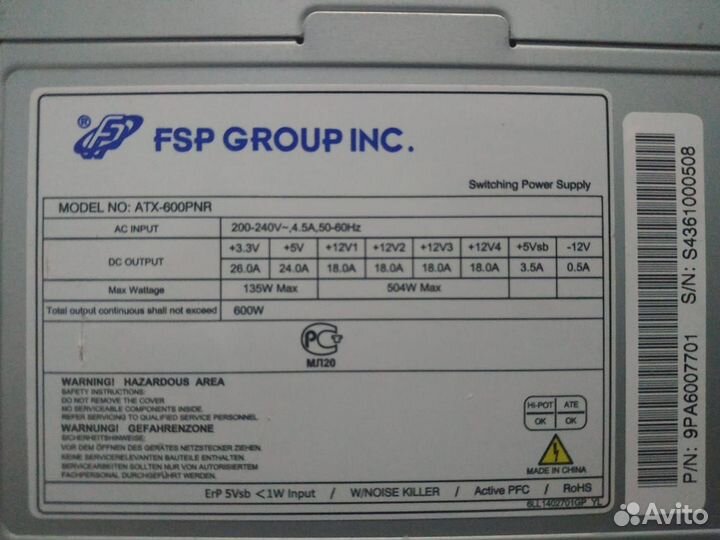 ® FSP GROUP INC.
Switching Power Supply
MODEL NO: ATX-600PNR
AC INPUT 200-240V~,4.5A,50-60Hz
DC OUTPUT +3.3V +5V +12V1 +12V2 +12V3 +12V4 +5Vsb -12V
26.0A 24.0A 18.0A 18.0A 18.0A 18.0A 3.5A 0.5A
Max Wattage 135W Max 504W Max
Total output continuous shall not exceed 600W
РС
МЛ20
WARNING! HAZARDOUS AREA
SAFETY INSTRUCTIONS:
DO NOT REMOVE THE COVER
NO SERVICEABLE COMPONENTS INSIDE.
REFER SERVICING TO QUALIFIED SERVICE PERSONNEL.
WARNUNG! GEFAHRENZONE
SICHERHEITSHINWEISE:
VOR DEM ÖFFNEN DES GERÄTES NETZSTECKER ZIEHEN
KEINE SERVICERELEVANTEN BAUTEILE ENTHALTEN.
SERVICEARBEITEN SOLLTEN NUR VON AUTORISIERTEM
FACHPERSONAL DURCHGEFÜHRT WERDEN.
HI-POT ATE
OK OK
MADE IN CHINA
ErP 5Vsb <1W Input / W/NOISE KILLER / Active PFC / RoHS
6LL1402701GP YL
P/N: 9PA6007701 S/N: S4361000508
Avito